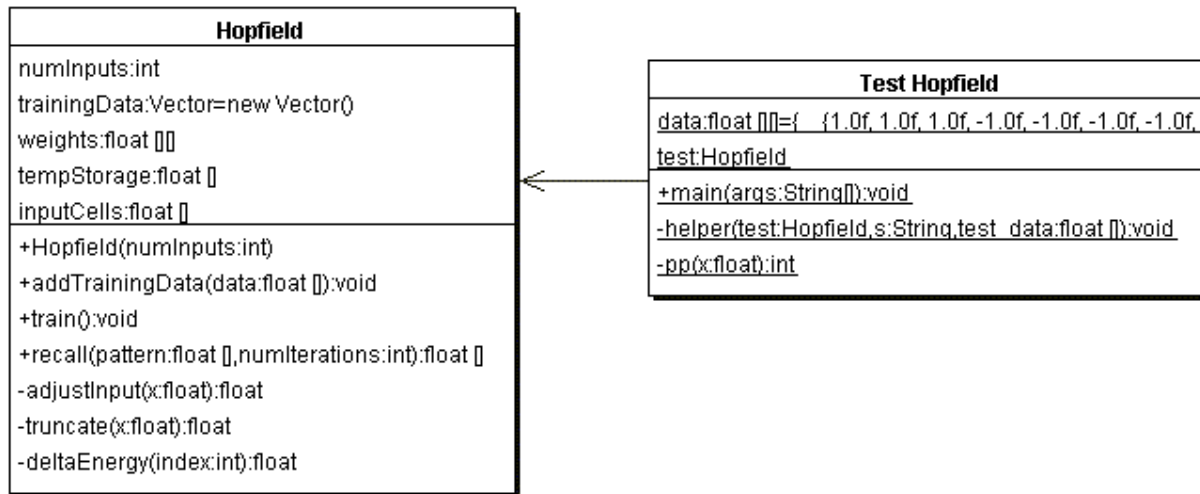 Hopfield
numInputs:int
trainingData:Vector=new Vector()
weights:float [][]
tempStorage:float []
inputCells:float []
+Hopfield(numInputs:int)
+addTrainingData(data:float []):void
+train():void
+recall(pattern:float [],numIterations:int):float []
-adjustInput(x:float):float
-truncate(x:float):float
-deltaEnergy(index:int):float
Test Hopfield
data:float [][]={ {1.0f, 1.0f, 1.0f, -1.0f, -1.0f, -1.0f, -1.0f,
test:Hopfield
+main(args:String[]):void
-helper(test:Hopfield,s:String,test_data:float []):void
-pp(x:float):int